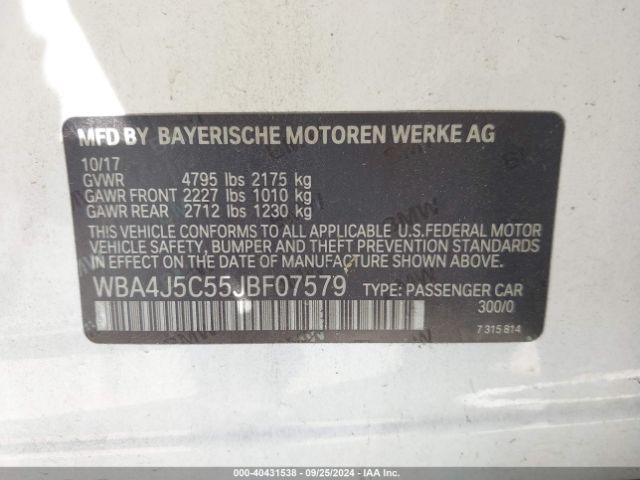 MFD BY BAYERISCHE MOTOREN WERKE AG
10/17
GVWR 4795 lbs 2175 kg
GAWR FRONT 2227 lbs 1010 kg
GAWR REAR 2712 lbs 1230 kg
THIS VEHICLE CONFORMS TO ALL APPLICABLE U.S.FEDERAL MOTOR
VEHICLE SAFETY, BUMPER AND THEFT PREVENTION STANDARDS
IN EFFECT ON THE DATE OF MANUFACTURE SHOWN ABOVE.
WBA4J5C55JBF07579 TYPE: PASSENGER CAR
300/0
7 315 814
000-40431538 - 09/25/2024 - IAA Inc.